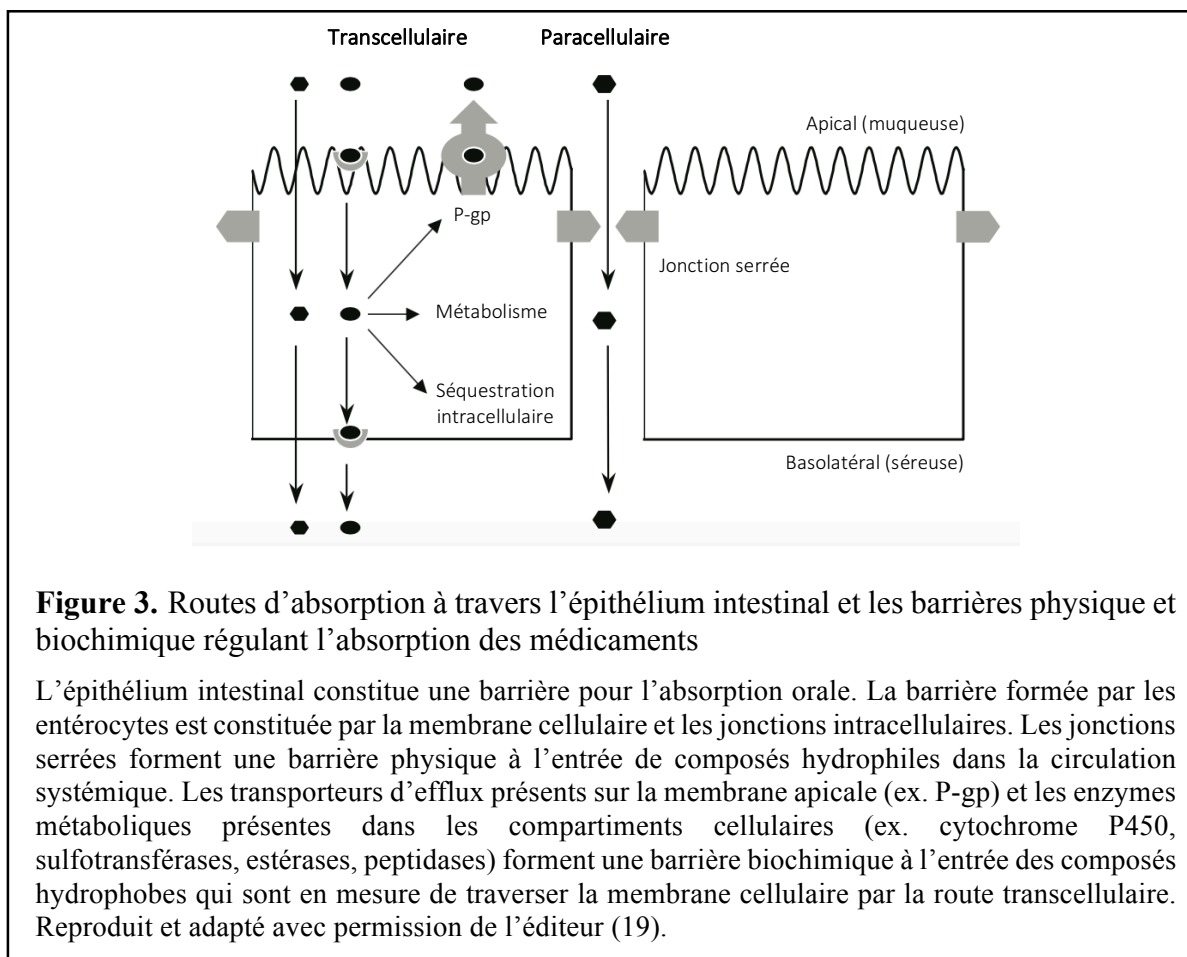 Transcellulaire Paracellulaire
Apical (muqueuse)
P-gp
Jonction serrée
Métabolisme
Séquestration
intracellulaire
Basolatéral (séreuse)
Figure 3. Routes d’absorption à travers l’épithélium intestinal et les barrières physique et
biochimique régulant l’absorption des médicaments
L’épithélium intestinal constitue une barrière pour l’absorption orale. La barrière formée par les
entérocytes est constituée par la membrane cellulaire et les jonctions intracellulaires. Les jonctions
serrées forment une barrière physique à l’entrée de composés hydrophiles dans la circulation
systémique. Les transporteurs d’efflux présents sur la membrane apicale (ex. P-gp) et les enzymes
métaboliques présentes dans les compartiments cellulaires (ex. cytochrome P450,
sulfotransférases, estérases, peptidases) forment une barrière biochimique à l’entrée des composés
hydrophobes qui sont en mesure de traverser la membrane cellulaire par la route transcellulaire.
Reproduit et adapté avec permission de l’éditeur (19).